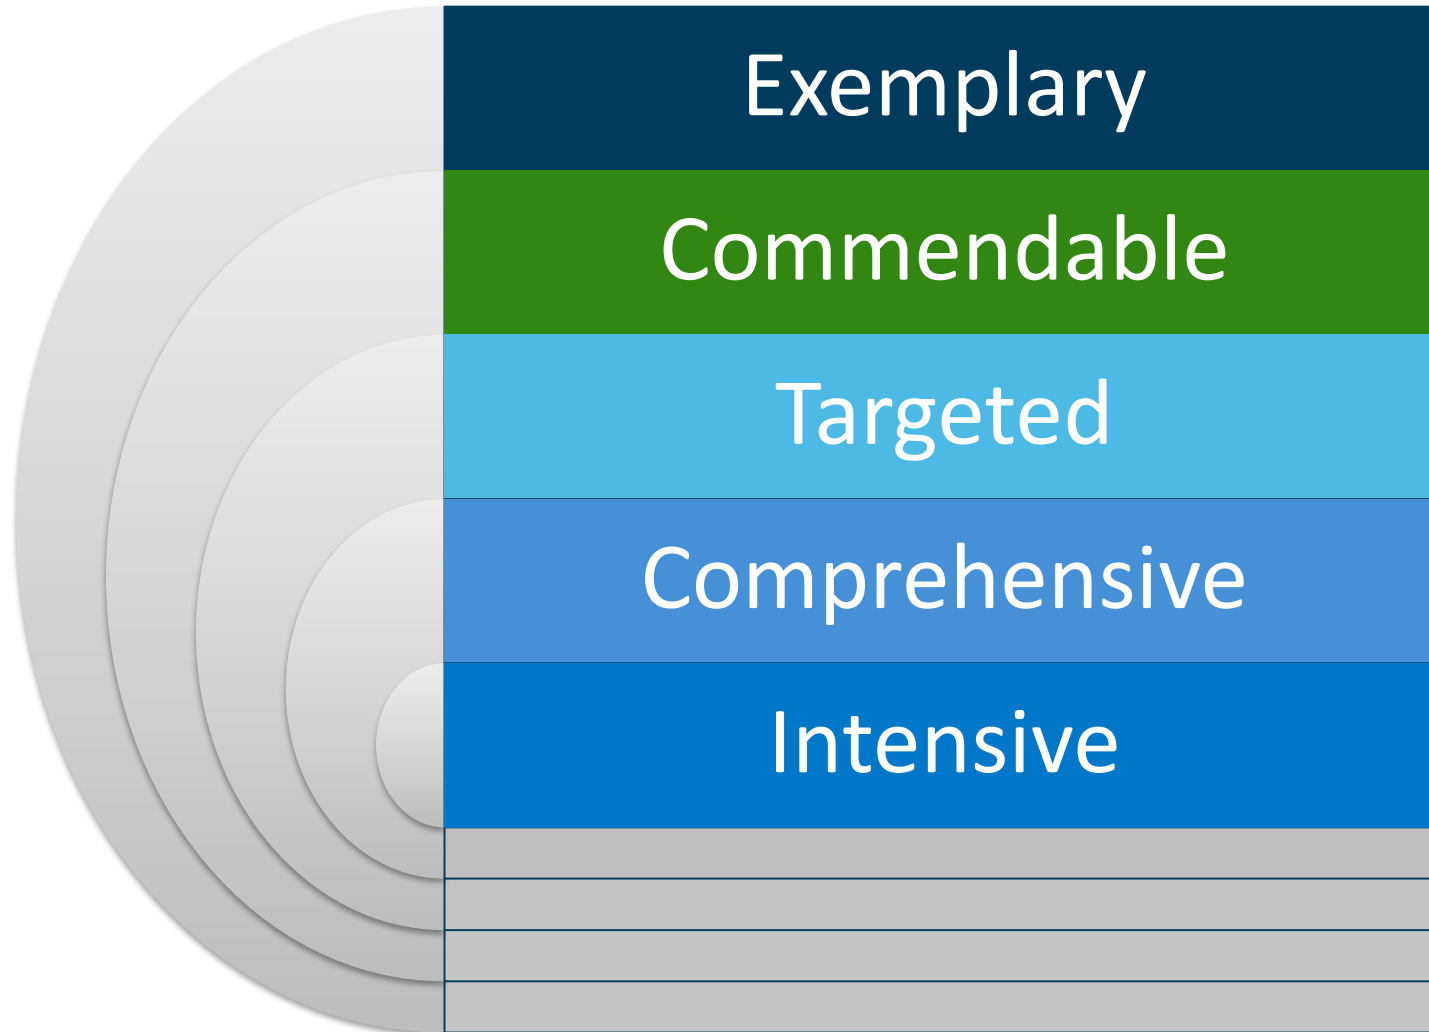 Exemplary
Commendable
Targeted
Comprehensive
Intensive